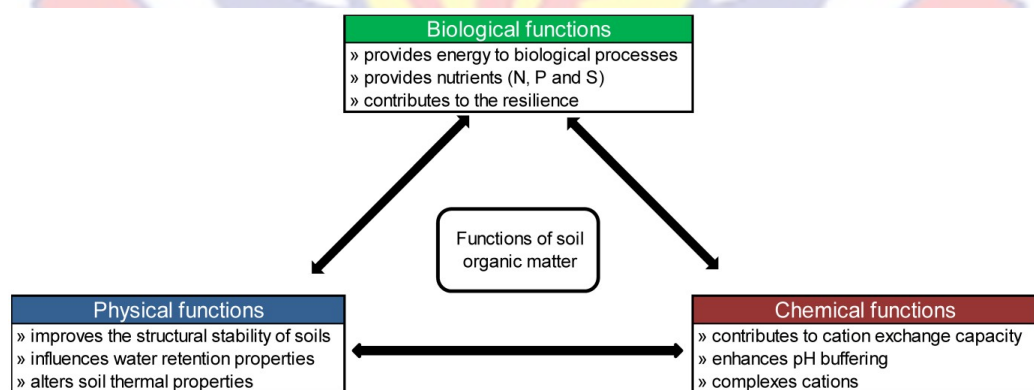 Biological functions
» provides energy to biological processes
» provides nutrients (N, P and S)
» contributes to the resilience
Functions of soil
organic matter
Physical functions
» improves the structural stability of soils
» influences water retention properties
» alters soil thermal properties
Chemical functions
» contributes to cation exchange capacity
» enhances pH buffering
» complexes cations